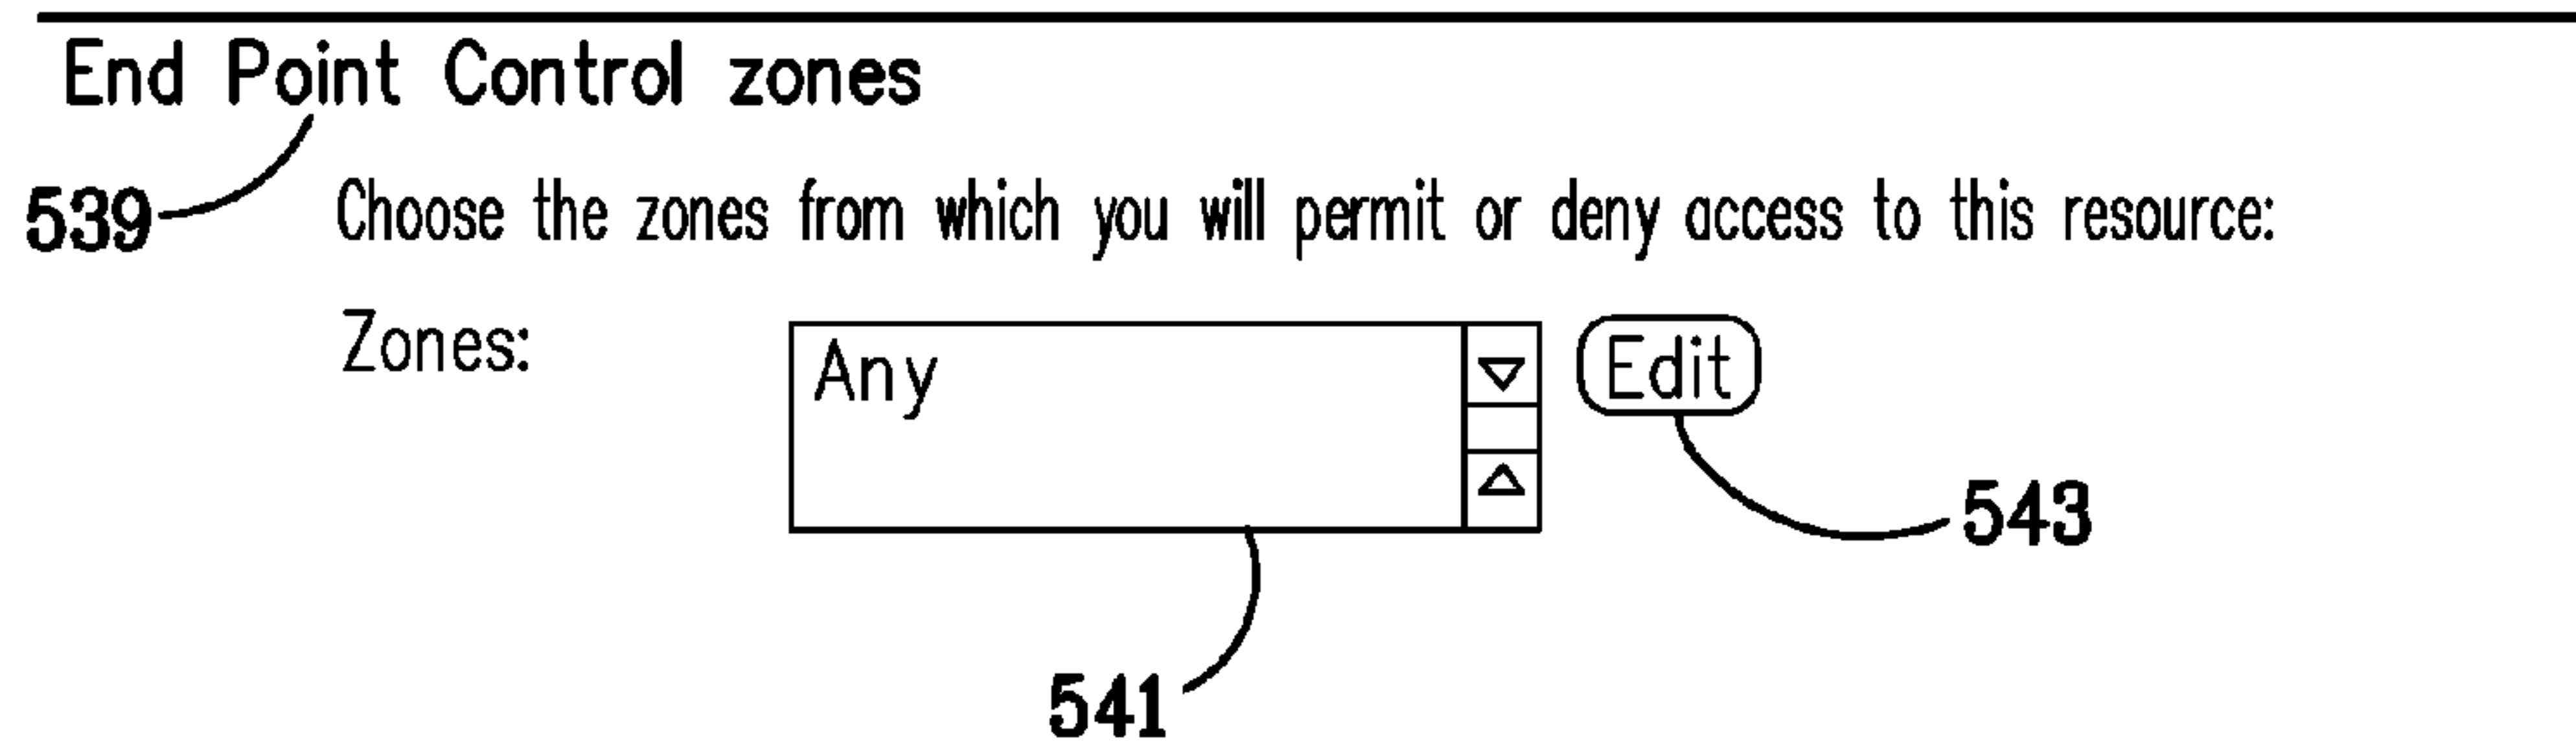 End Point Control zones
539 Choose the zones from which you will permit or deny access to this resource:
Zones: Any Edit
543
541